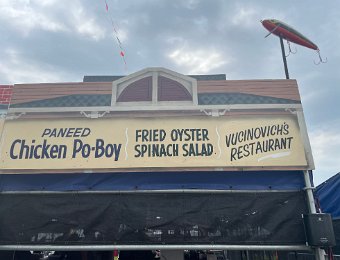 PANEED
Chicken Po-Boy
FRIED OYSTER
SPINACH SALAD
VUCINOVICH'S
RESTAURANT